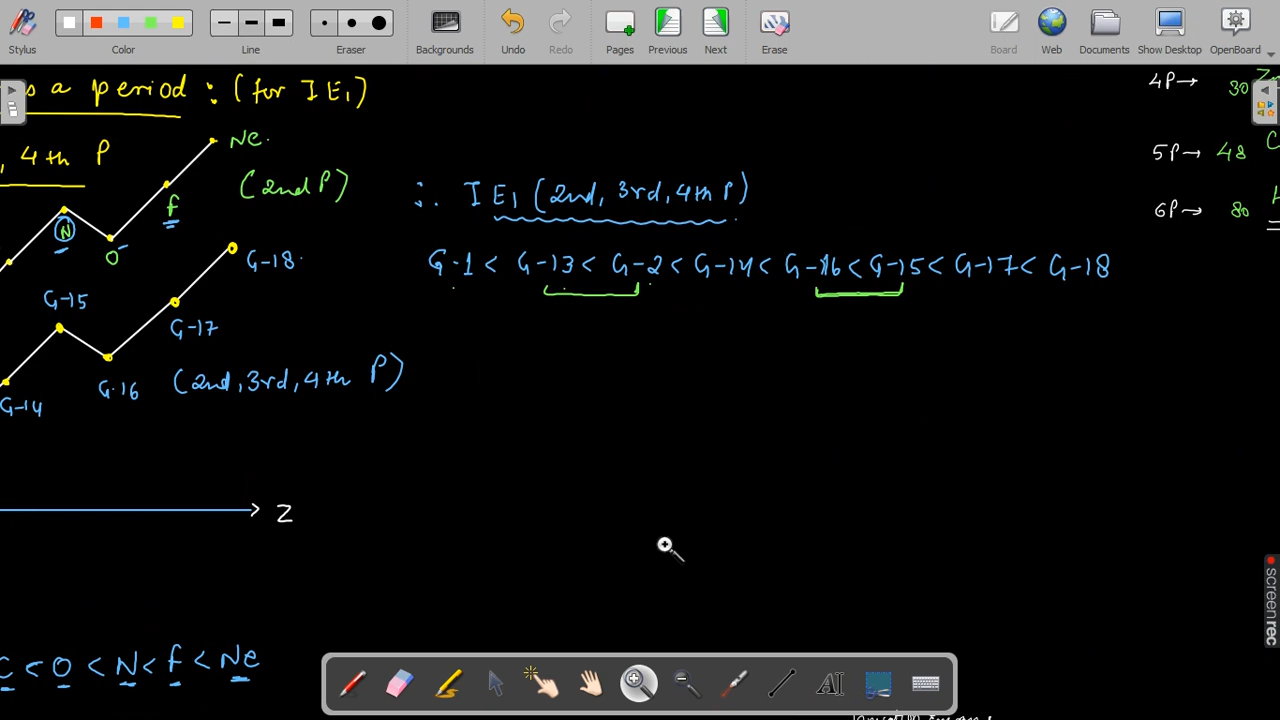 Stylus Color Line Eraser Backgrounds Undo Redo Pages Previous Next Erase Board Web Documents Show Desktop OpenBoard
s a period : (for IE1)
, 4th P
Ne.
(2nd P)
f
N
O
G-18.
G-15
G-17
G-16 (2nd, 3rd, 4th P)
G-14
∴ IE1 (2nd, 3rd, 4th P)
G-1 < G-13 < G-2 < G-14 < G-16 < G-15 < G-17 < G-18
4P→ 30
5P→ 48 C
6P→ 80
Z
C < O < N < f < Ne
screenrec